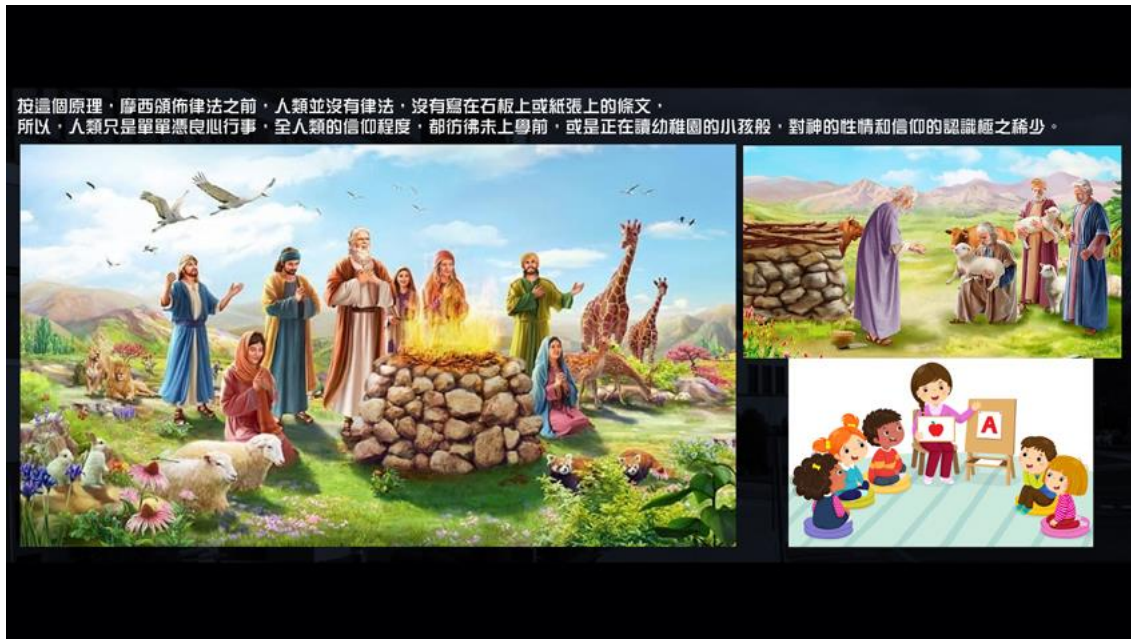 按這個原理，摩西頒佈律法之前，人類並沒有律法，沒有寫在石板上或紙張上的條文，
所以，人類只是單單憑良心行事，全人類的信仰程度，都彷彿未上學前，或是正在讀幼稚園的小孩般，對神的性情和信仰的認識極之稀少。
A